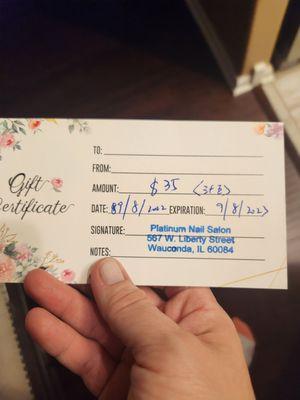 Gift
Certificate
TO:
FROM:
AMOUNT: $35
DATE: 9/8/2022 EXPIRATION: 9/8/2023
SIGNATURE: Platinum Nail Salon
567 W. Liberty Street
Wauconda, IL 60084
NOTES: